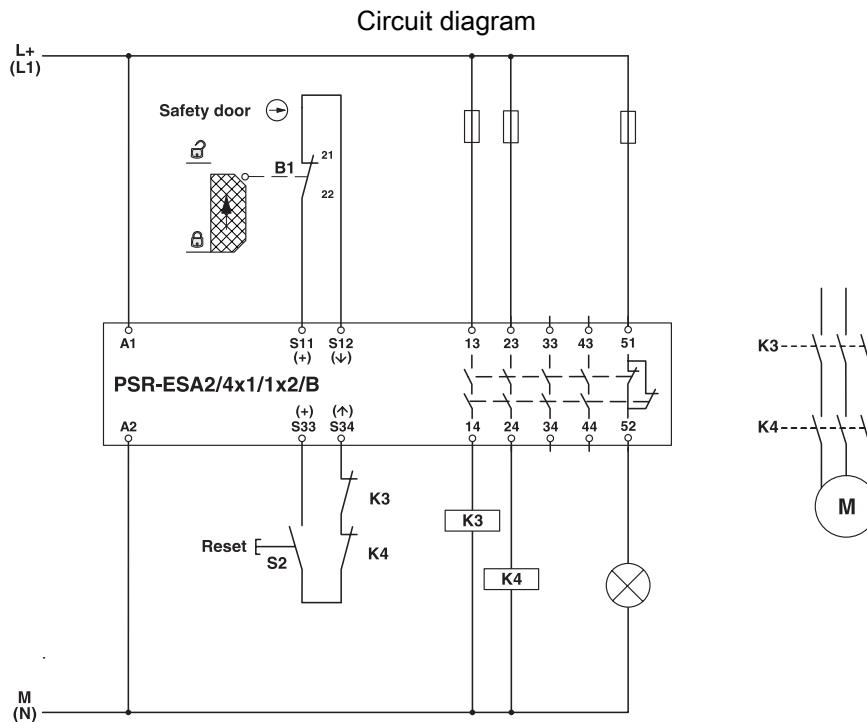 Circuit diagram
L+
(L1)
Safety door
B1
21
22
A1
S11
(+)
S12
(↓)
13
23
33
43
51
PSR-ESA2/4x1/1x2/B
A2
(+)
S33
(↑)
S34
14
24
34
44
52
K3
K4
Reset
S2
K3
K4
K3
K4
M
M
(N)